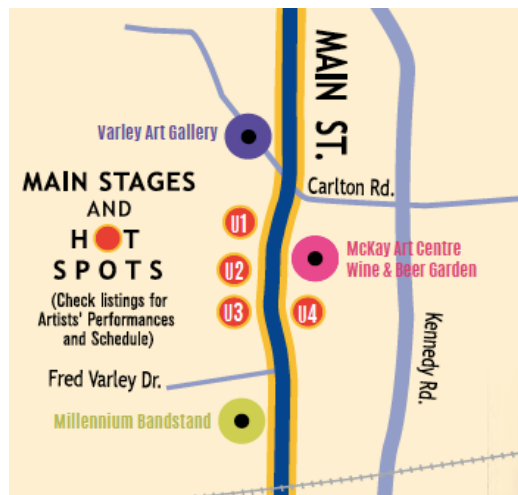 MAIN ST.
Varley Art Gallery
MAIN STAGES
AND
HOT
SPOTS
(Check listings for
Artists' Performances
and Schedule)
Carlton Rd.
U1
McKay Art Centre
Wine & Beer Garden
U2
U3
U4
Kennedy Rd.
Fred Varley Dr.
Millennium Bandstand